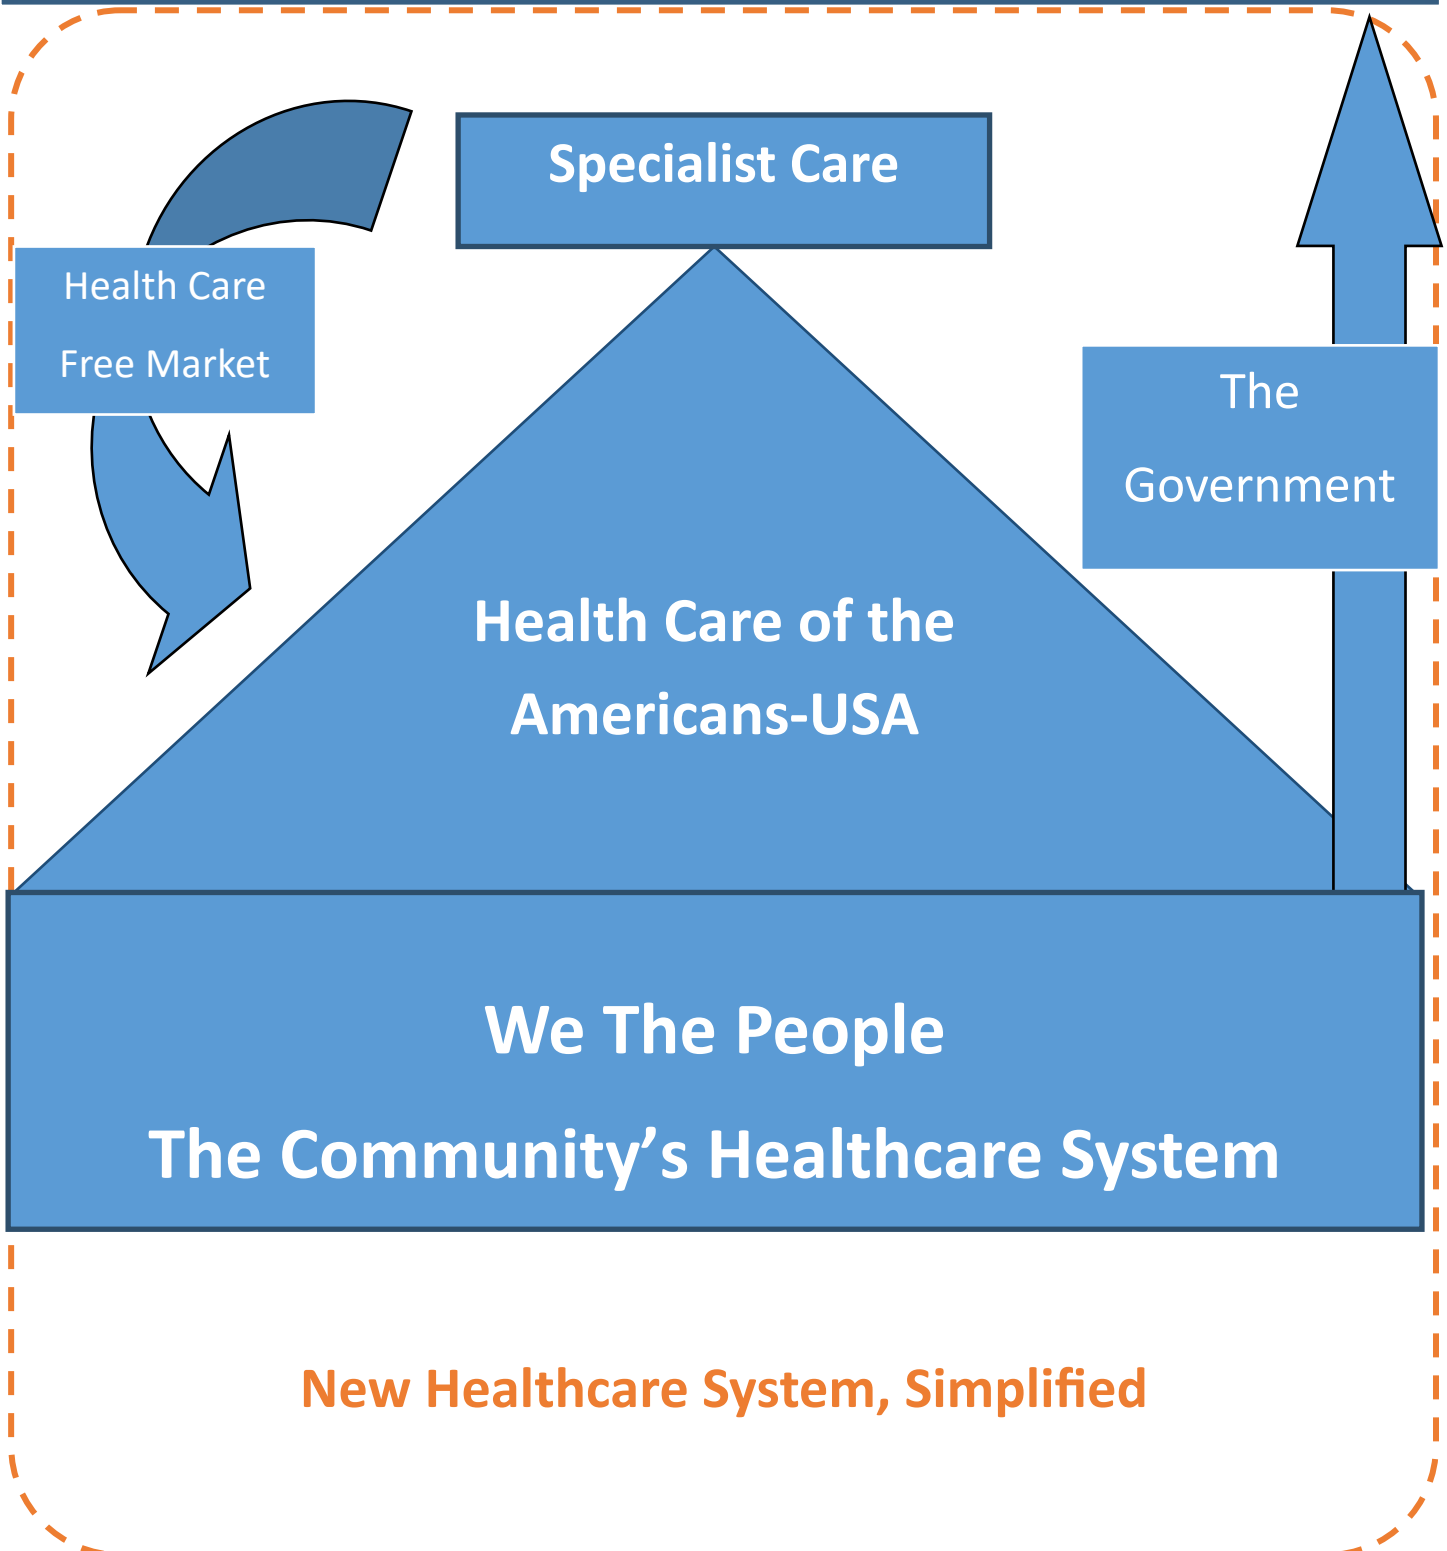 Specialist Care
Health Care
Free Market
The
Government
Health Care of the
Americans-USA
We The People
The Community’s Healthcare System
New Healthcare System, Simplified